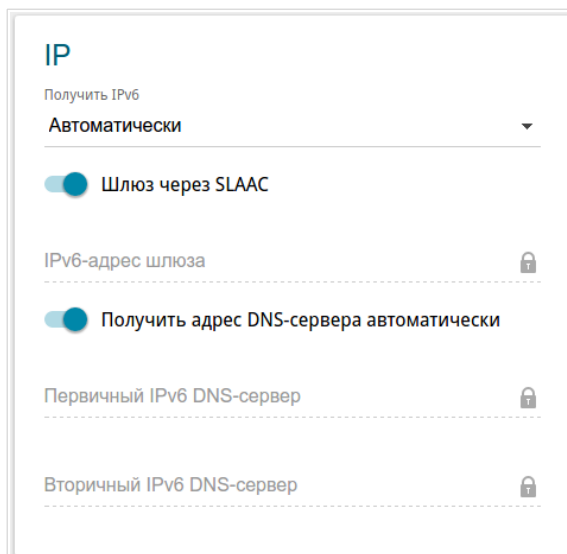 IP
Получить IPv6
Автоматически
Шлюз через SLAAC
IPv6-адрес шлюза
Получить адрес DNS-сервера автоматически
Первичный IPv6 DNS-сервер
Вторичный IPv6 DNS-сервер